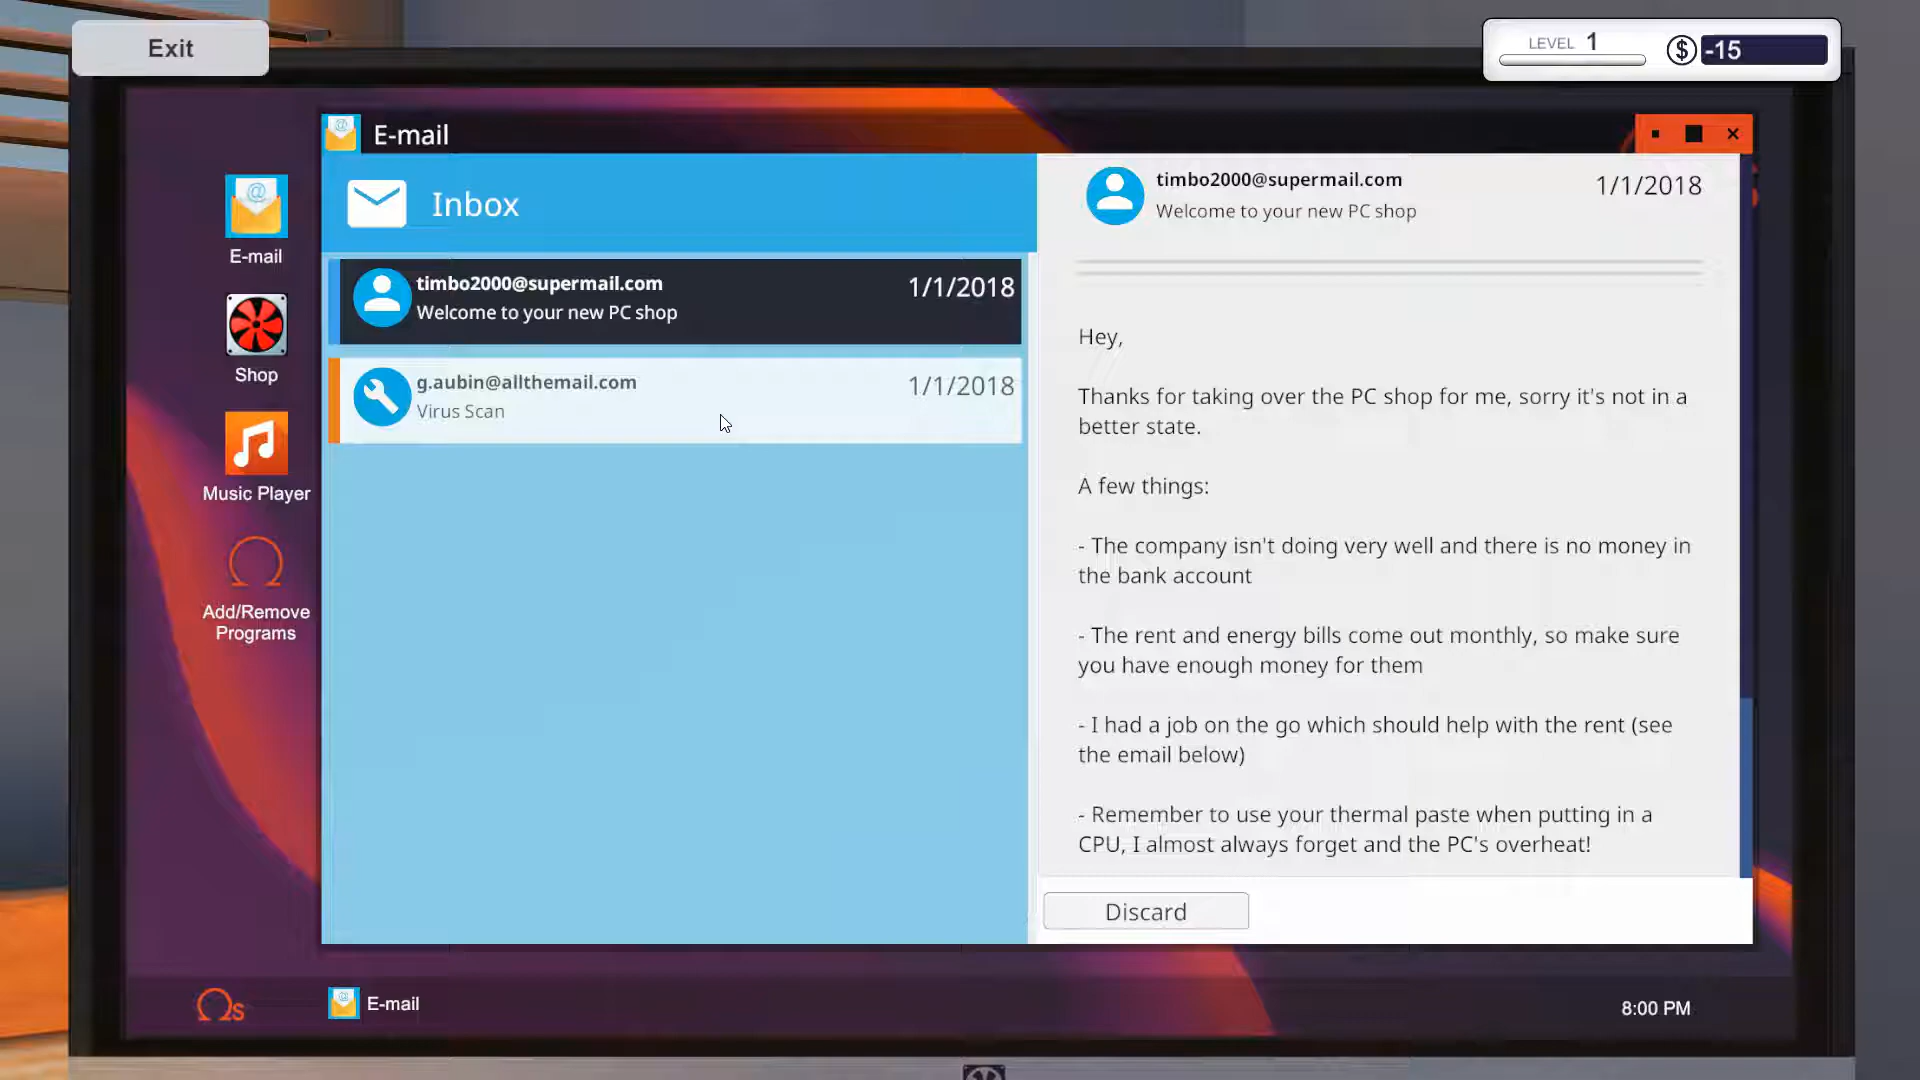 Exit
LEVEL 1
$ -15
E-mail
Inbox
timbo2000@supermail.com
1/1/2018
Welcome to your new PC shop
g.aubin@allthemail.com
1/1/2018
Virus Scan
timbo2000@supermail.com
1/1/2018
Welcome to your new PC shop
Hey,
Thanks for taking over the PC shop for me, sorry it's not in a
better state.
A few things:
- The company isn't doing very well and there is no money in
the bank account
- The rent and energy bills come out monthly, so make sure
you have enough money for them
- I had a job on the go which should help with the rent (see
the email below)
- Remember to use your thermal paste when putting in a
CPU, I almost always forget and the PC's overheat!
Discard
E-mail
Shop
Music Player
Add/Remove
Programs
Ωs
E-mail
8:00 PM